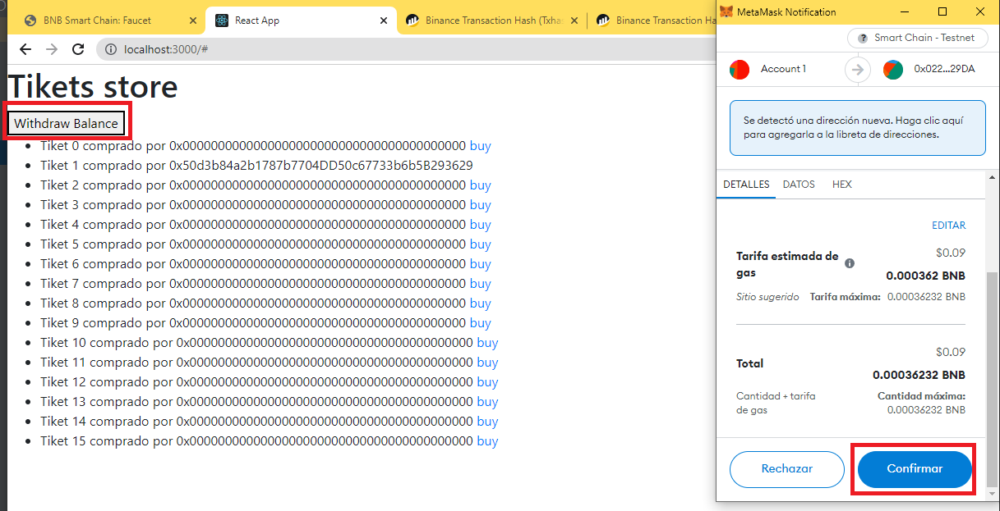 BNB Smart Chain: Faucet
React App
Binance Transaction Hash (Txhas
Binance Transaction Ha
localhost:3000/#
Tikets store
Withdraw Balance
Tiket 0 comprado por 0x0000000000000000000000000000000000000000 buy
Tiket 1 comprado por 0x50d3b84a2b1787b7704DD50c67733b6b5B293629
Tiket 2 comprado por 0x0000000000000000000000000000000000000000 buy
Tiket 3 comprado por 0x0000000000000000000000000000000000000000 buy
Tiket 4 comprado por 0x0000000000000000000000000000000000000000 buy
Tiket 5 comprado por 0x0000000000000000000000000000000000000000 buy
Tiket 6 comprado por 0x0000000000000000000000000000000000000000 buy
Tiket 7 comprado por 0x0000000000000000000000000000000000000000 buy
Tiket 8 comprado por 0x0000000000000000000000000000000000000000 buy
Tiket 9 comprado por 0x0000000000000000000000000000000000000000 buy
Tiket 10 comprado por 0x0000000000000000000000000000000000000000 buy
Tiket 11 comprado por 0x0000000000000000000000000000000000000000 buy
Tiket 12 comprado por 0x0000000000000000000000000000000000000000 buy
Tiket 13 comprado por 0x0000000000000000000000000000000000000000 buy
Tiket 14 comprado por 0x0000000000000000000000000000000000000000 buy
Tiket 15 comprado por 0x0000000000000000000000000000000000000000 buy
MetaMask Notification
Smart Chain - Testnet
Account 1
0x022...29DA
Se detectó una dirección nueva. Haga clic aquí
para agregarla a la libreta de direcciones.
DETALLES DATOS HEX
EDITAR
Tarifa estimada de
gas
$0.09
0.000362 BNB
Sitio sugerido Tarifa máxima: 0.00036232 BNB
$0.09
Total
0.00036232 BNB
Cantidad + tarifa
de gas
Cantidad máxima:
0.00036232 BNB
Rechazar
Confirmar